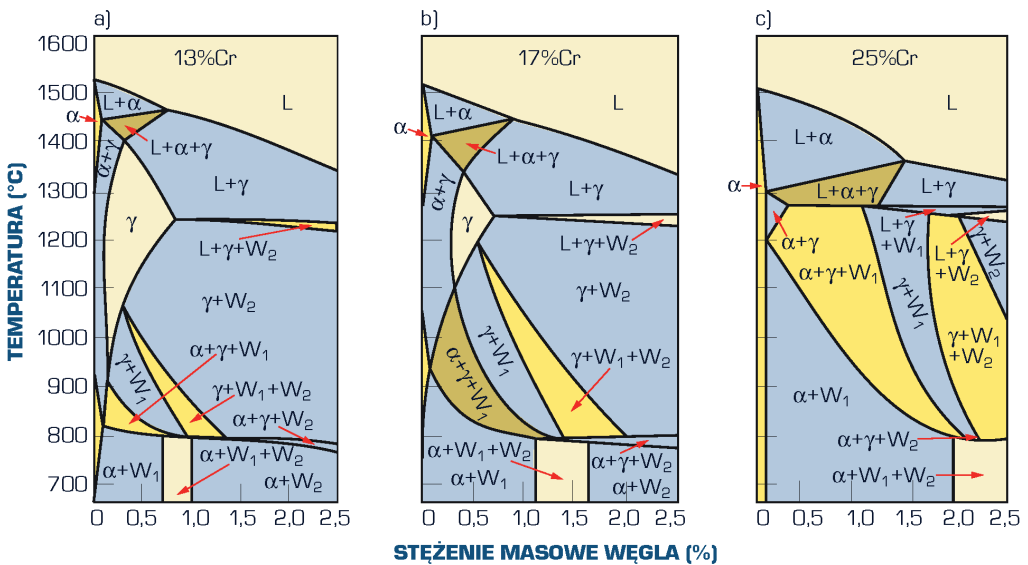 a)
13%Cr
L
L+α
α
L+α+γ
α+γ
L+γ
γ
L+γ+W₂
γ+W₂
α+γ+W₁
γ+W₁
γ+W₁+W₂
α+γ+W₂
α+W₁+W₂
α+W₁
α+W₂
b)
17%Cr
L
L+α
α
L+α+γ
α+γ
L+γ
γ
L+γ+W₂
γ+W₂
γ+W₁
γ+W₁+W₂
α+γ+W₁
α+W₁+W₂
α+γ+W₂
α+W₁
α+W₂
c)
25%Cr
L
L+α
α
L+α+γ
L+γ
α+γ
L+γ
+W₁
L+γ
+W₂
γ+W₂
α+γ+W₁
γ+W₁
γ+W₁
+W₂
α+W₁
α+γ+W₂
α+W₁+W₂
TEMPERATURA (°C)
1600
1500
1400
1300
1200
1100
1000
900
800
700
0 0,5 1,0 1,5 2,0 2,5
0 0,5 1,0 1,5 2,0 2,5
0 0,5 1,0 1,5 2,0 2,5
STĘŻENIE MASOWE WĘGLA (%)